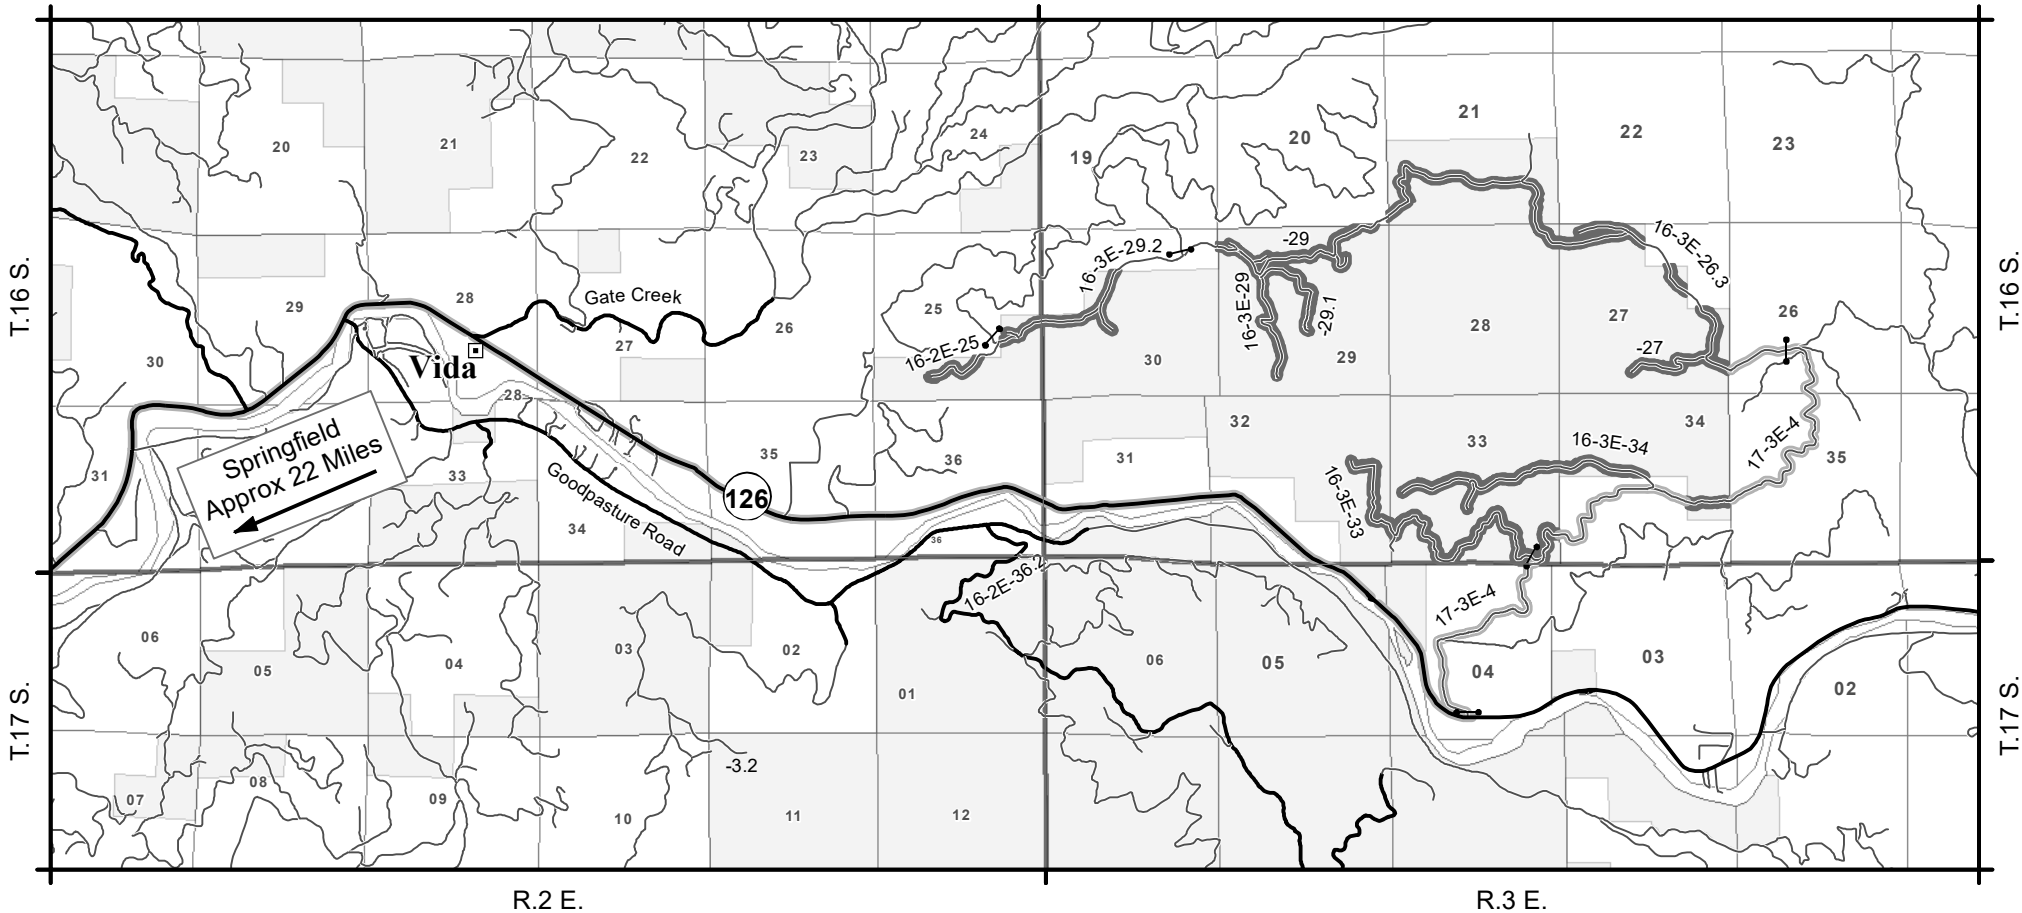 24
21
22
23
20
21
22
23
19
20
T.16 S.
T.16 S.
16-3E-29.2
-29
16-3E-26.3
16-3E-29
-29.1
28
29
Gate Creek
25
26
27
26
28
27
30
Vida
16-2E-25
30
29
-27
28
32
34
33
16-3E-34
17-3E-4
35
Springfield
Approx 22 Miles
31
33
35
36
31
16-3E-33
126
Goodpasture Road
34
36
16-2E-36.2
17-3E-4
06
05
04
03
02
01
06
05
04
03
02
T.17 S.
T.17 S.
-3.2
07
08
09
10
11
12
R.2 E.
R.3 E.